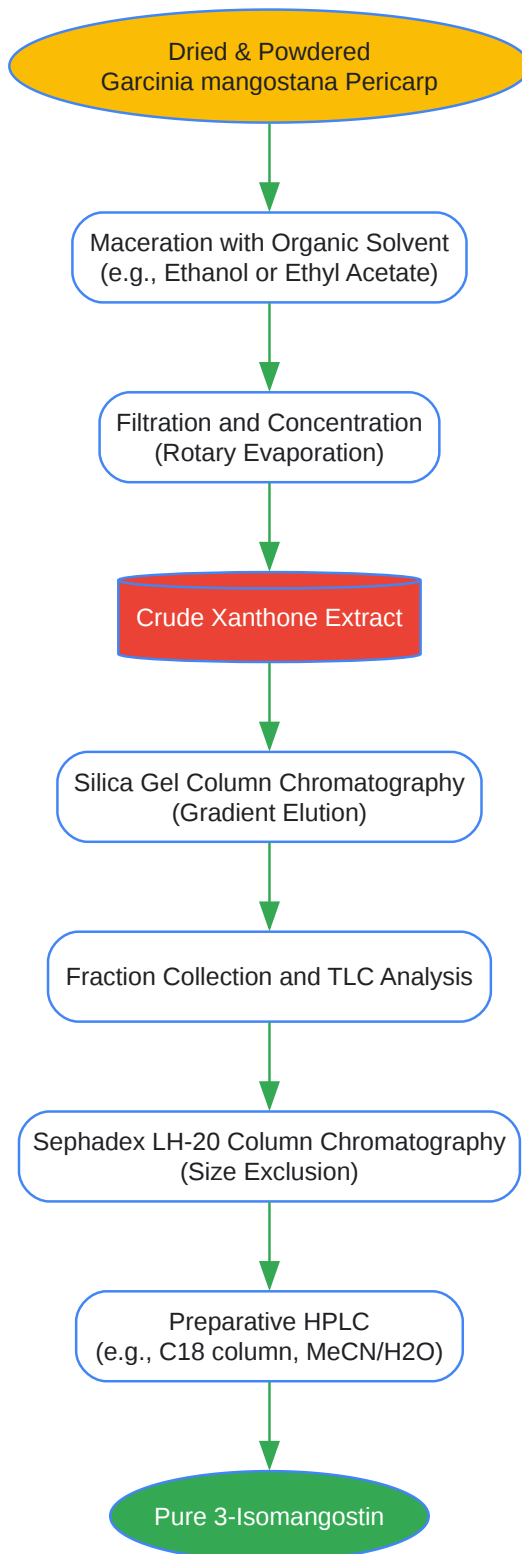 Dried & Powdered
Garcinia mangostana Pericarp
Maceration with Organic Solvent
(e.g., Ethanol or Ethyl Acetate)
Filtration and Concentration
(Rotary Evaporation)
Crude Xanthone Extract
Silica Gel Column Chromatography
(Gradient Elution)
Fraction Collection and TLC Analysis
Sephadex LH-20 Column Chromatography
(Size Exclusion)
Preparative HPLC
(e.g., C18 column, MeCN/H2O)
Pure 3-Isomangostin